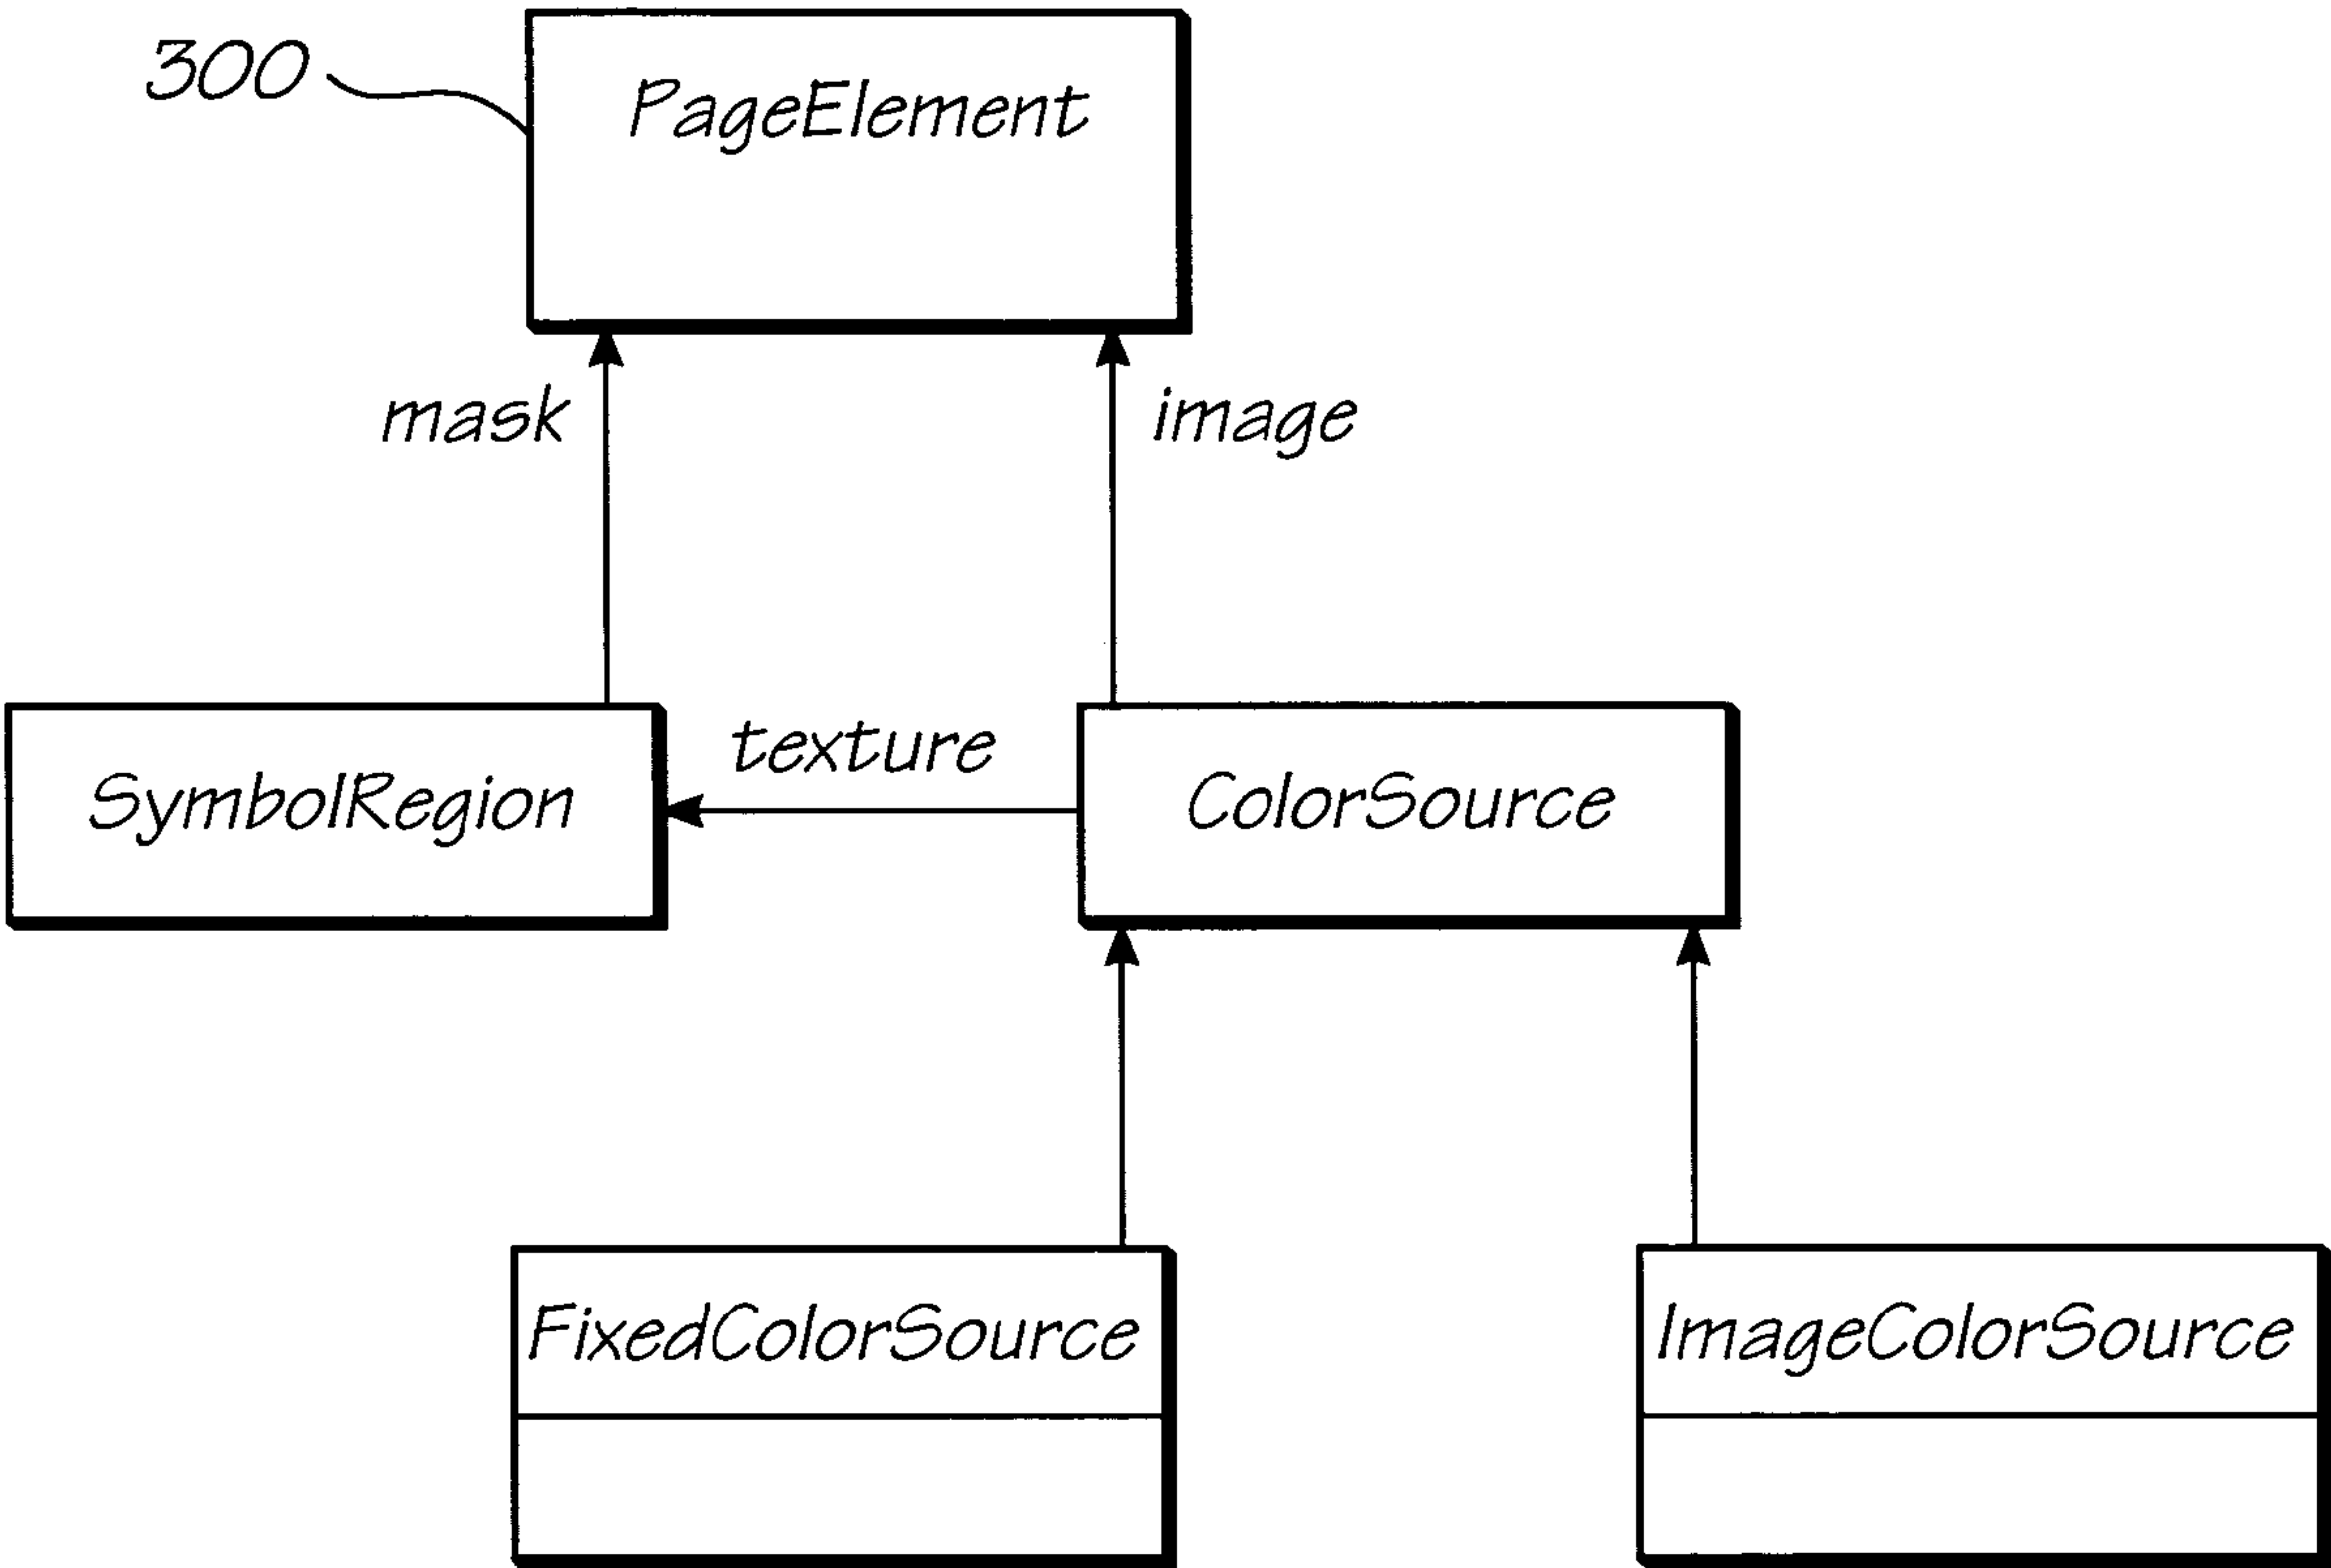 300
PageElement
mask
image
SymbolRegion
texture
ColorSource
FixedColorSource
ImageColorSource